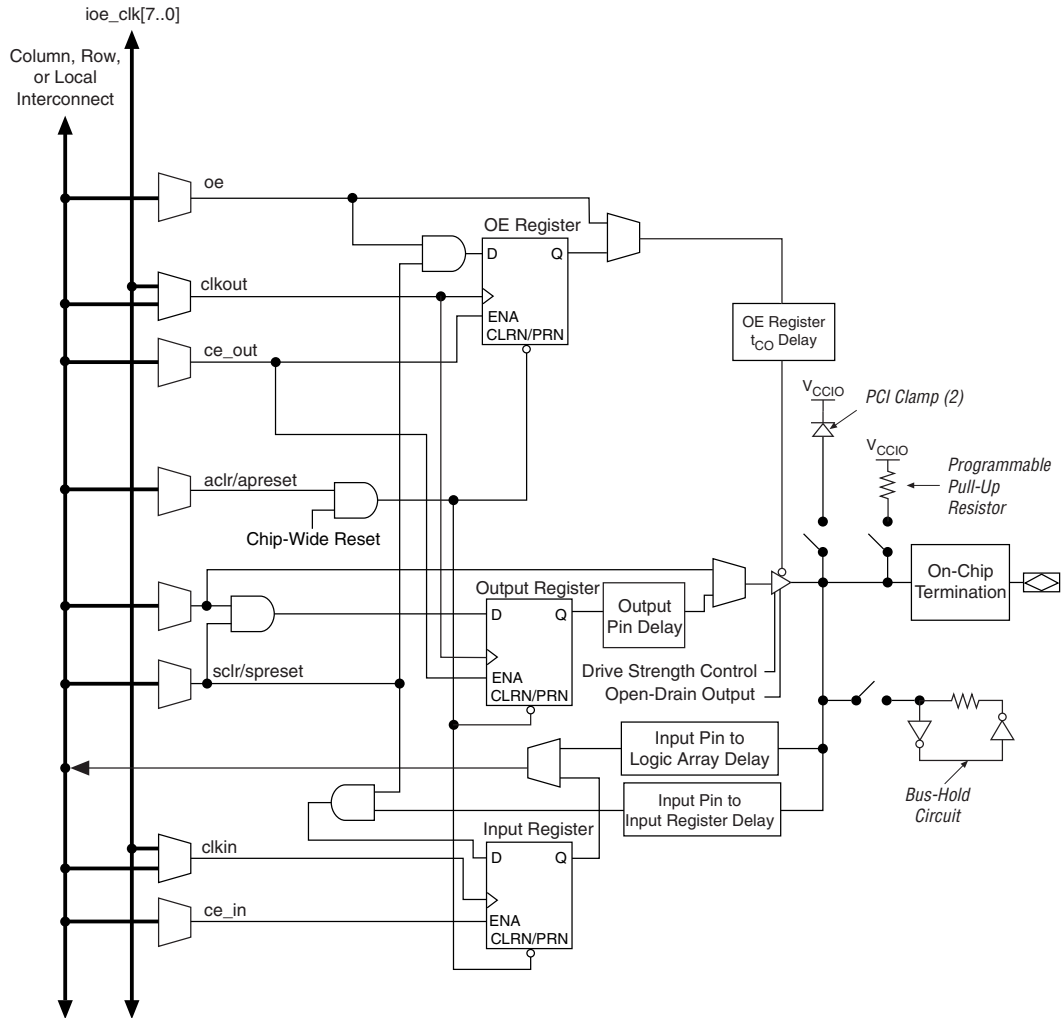 ioe_clk[7..0]
Column, Row,
or Local
Interconnect
oe
OE Register
D Q
clkout
ENA
CLRN/PRN
OE Register
tCO Delay
ce_out
VCCIO
PCI Clamp (2)
VCCIO
Programmable
Pull-Up
Resistor
aclr/apreset
Chip-Wide Reset
On-Chip
Termination
Output Register
D Q
Output
Pin Delay
ENA
CLRN/PRN
sclr/spreset
Drive Strength Control
Open-Drain Output
Input Pin to
Logic Array Delay
Bus-Hold
Circuit
Input Pin to
Input Register Delay
Input Register
D Q
clkin
ENA
CLRN/PRN
ce_in